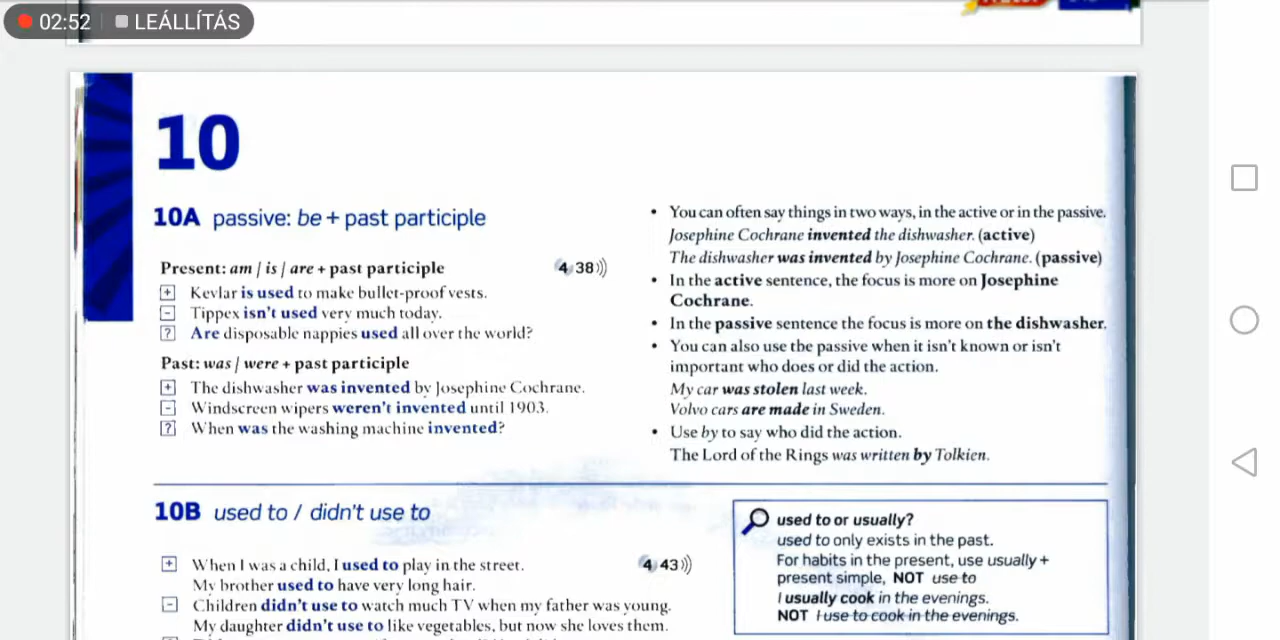 02:52 LEÁLLÍTÁS
10
10A passive: be + past participle
Present: am / is / are + past participle 4 38))
+ Kevlar is used to make bullet-proof vests.
- Tippex isn't used very much today.
? Are disposable nappies used all over the world?
Past: was / were + past participle
+ The dishwasher was invented by Josephine Cochrane.
- Windscreen wipers weren't invented until 1903.
? When was the washing machine invented?
• You can often say things in two ways, in the active or in the passive.
Josephine Cochrane invented the dishwasher. (active)
The dishwasher was invented by Josephine Cochrane. (passive)
• In the active sentence, the focus is more on Josephine
Cochrane.
• In the passive sentence the focus is more on the dishwasher.
• You can also use the passive when it isn't known or isn't
important who does or did the action.
My car was stolen last week.
Volvo cars are made in Sweden.
• Use by to say who did the action.
The Lord of the Rings was written by Tolkien.
10B used to / didn't use to
+ When I was a child, I used to play in the street. 4 43))
My brother used to have very long hair.
- Children didn't use to watch much TV when my father was young.
My daughter didn't use to like vegetables, but now she loves them.
used to or usually?
used to only exists in the past.
For habits in the present, use usually +
present simple, NOT use to
I usually cook in the evenings.
NOT I use to cook in the evenings.